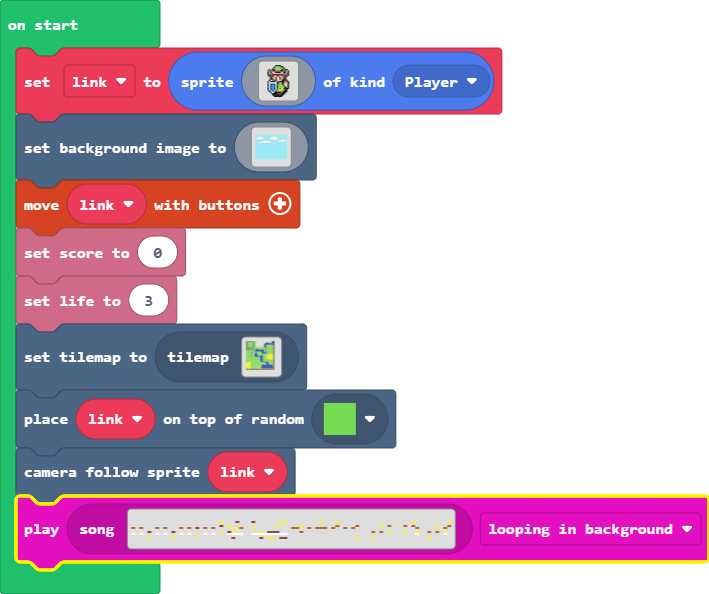 on start
set link to sprite of kind Player
set background image to
move link with buttons
set score to 0
set life to 3
set tilemap to tilemap
place link on top of random
camera follow sprite link
play song looping in background